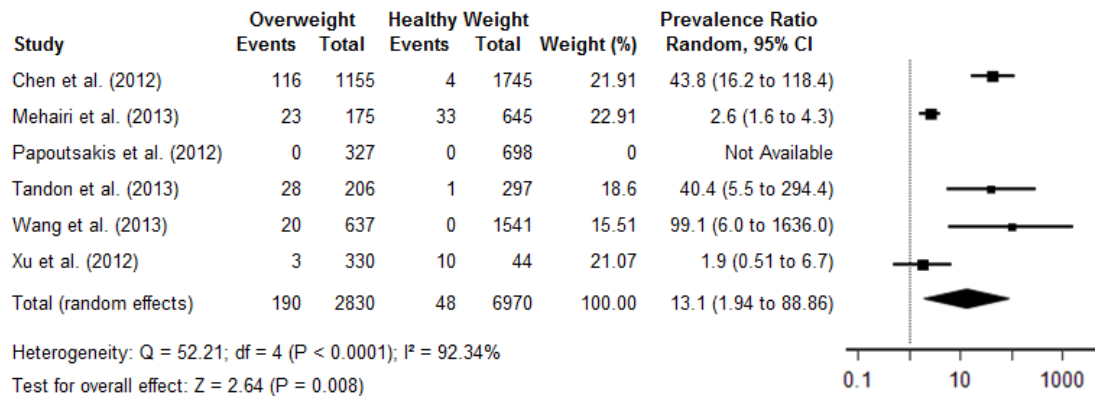 Overweight Healthy Weight Prevalence Ratio
Study Events Total Events Total Weight (%) Random, 95% CI
Chen et al. (2012) 116 1155 4 1745 21.91 43.8 (16.2 to 118.4)
Mehairi et al. (2013) 23 175 33 645 22.91 2.6 (1.6 to 4.3)
Papoutsakis et al. (2012) 0 327 0 698 0 Not Available
Tandon et al. (2013) 28 206 1 297 18.6 40.4 (5.5 to 294.4)
Wang et al. (2013) 20 637 0 1541 15.51 99.1 (6.0 to 1636.0)
Xu et al. (2012) 3 330 10 44 21.07 1.9 (0.51 to 6.7)
Total (random effects) 190 2830 48 6970 100.00 13.1 (1.94 to 88.86)
Heterogeneity: Q = 52.21; df = 4 (P < 0.0001); I² = 92.34%
Test for overall effect: Z = 2.64 (P = 0.008)
0.1 10 1000